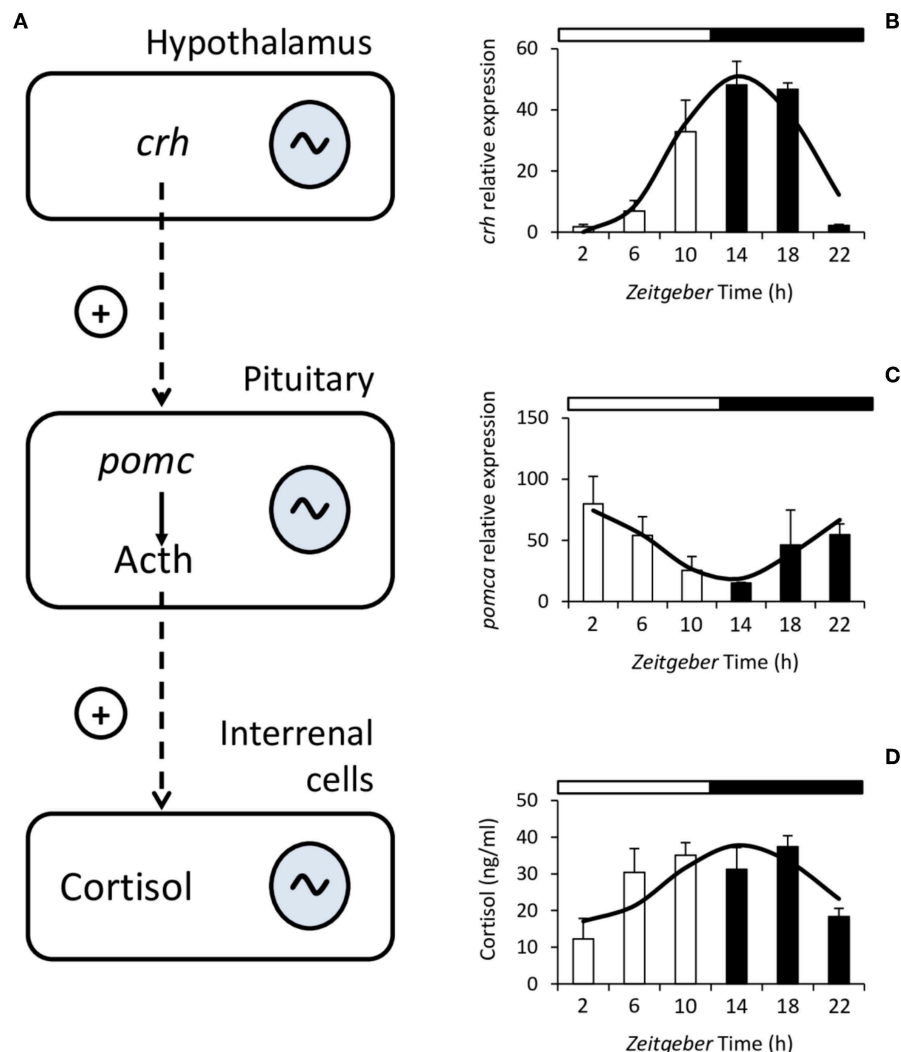 A
Hypothalamus
crh
+
Pituitary
pomc
Acth
+
Interrenal
cells
Cortisol
B
crh relative expression
60
40
20
0
2 6 10 14 18 22
Zeitgeber Time (h)
C
pomca relative expression
150
100
50
0
2 6 10 14 18 22
Zeitgeber Time (h)
D
Cortisol (ng/ml)
50
40
30
20
10
0
2 6 10 14 18 22
Zeitgeber Time (h)